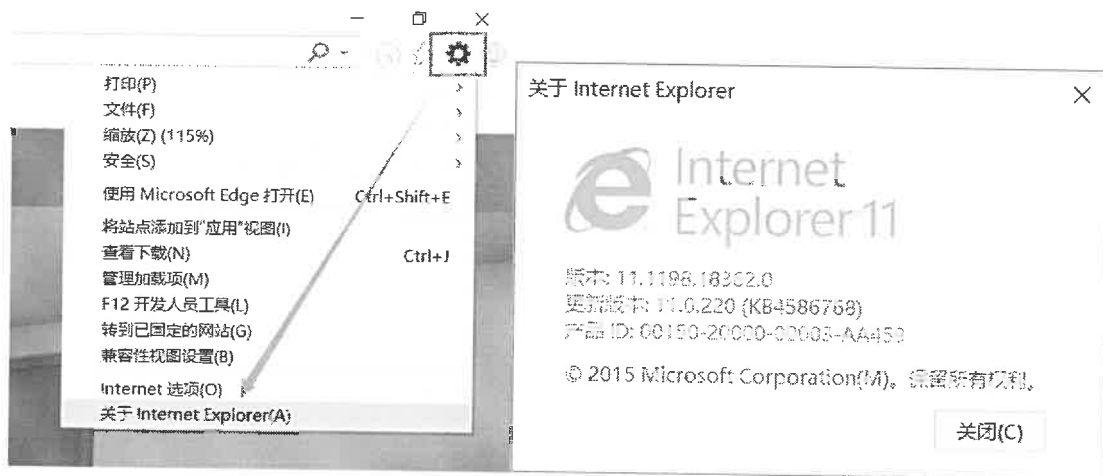 打印(P)
文件(F)
缩放(Z) (115%)
安全(S)
使用 Microsoft Edge 打开(E) Ctrl+Shift+E
将站点添加到"应用"视图(I)
查看下载(N) Ctrl+J
管理加载项(M)
F12 开发人员工具(L)
转到已固定的网站(G)
兼容性视图设置(B)
Internet 选项(O)
关于 Internet Explorer(A)
关于 Internet Explorer
Internet
Explorer 11
版本: 11.1198.18362.0
更新版本: 11.0.220 (KB4586768)
产品 ID: 00150-20000-00003-AA459
© 2015 Microsoft Corporation(M)。保留所有权利。
关闭(C)